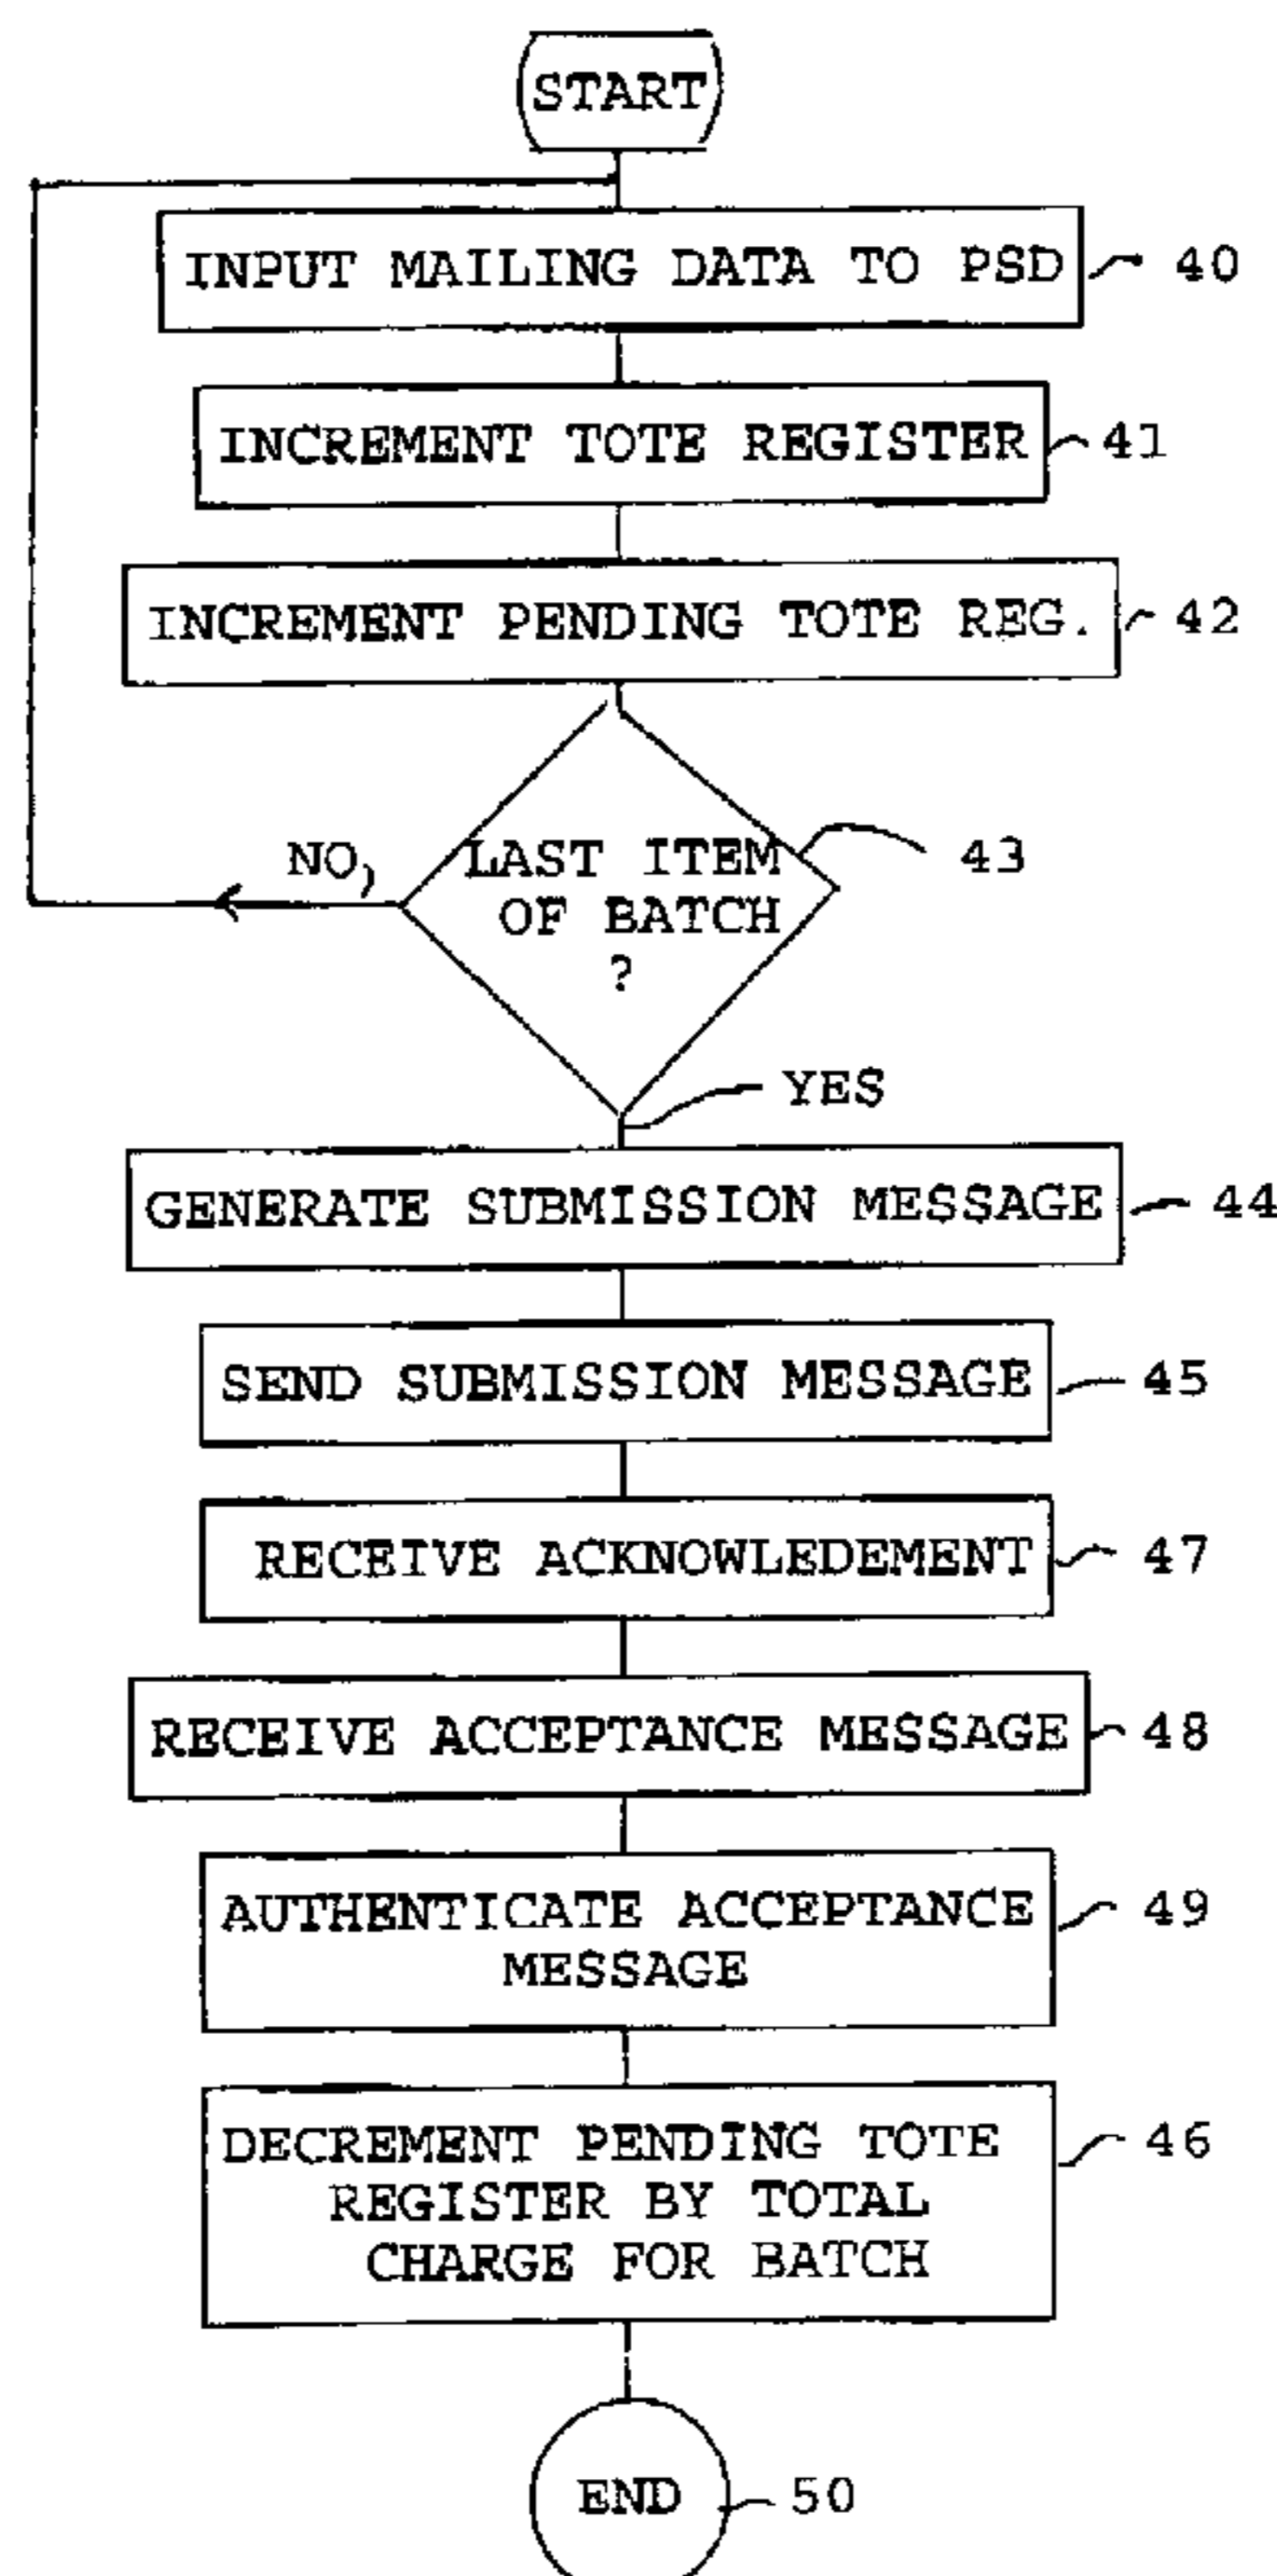 START
INPUT MAILING DATA TO PSD 40
INCREMENT TOTE REGISTER 41
INCREMENT PENDING TOTE REG. 42
NO,
LAST ITEM
OF BATCH
?
43
YES
GENERATE SUBMISSION MESSAGE 44
SEND SUBMISSION MESSAGE 45
RECEIVE ACKNOWLEDEMENT 47
RECEIVE ACCEPTANCE MESSAGE 48
AUTHENTICATE ACCEPTANCE 49
MESSAGE
DECREMENT PENDING TOTE 46
REGISTER BY TOTAL
CHARGE FOR BATCH
END 50